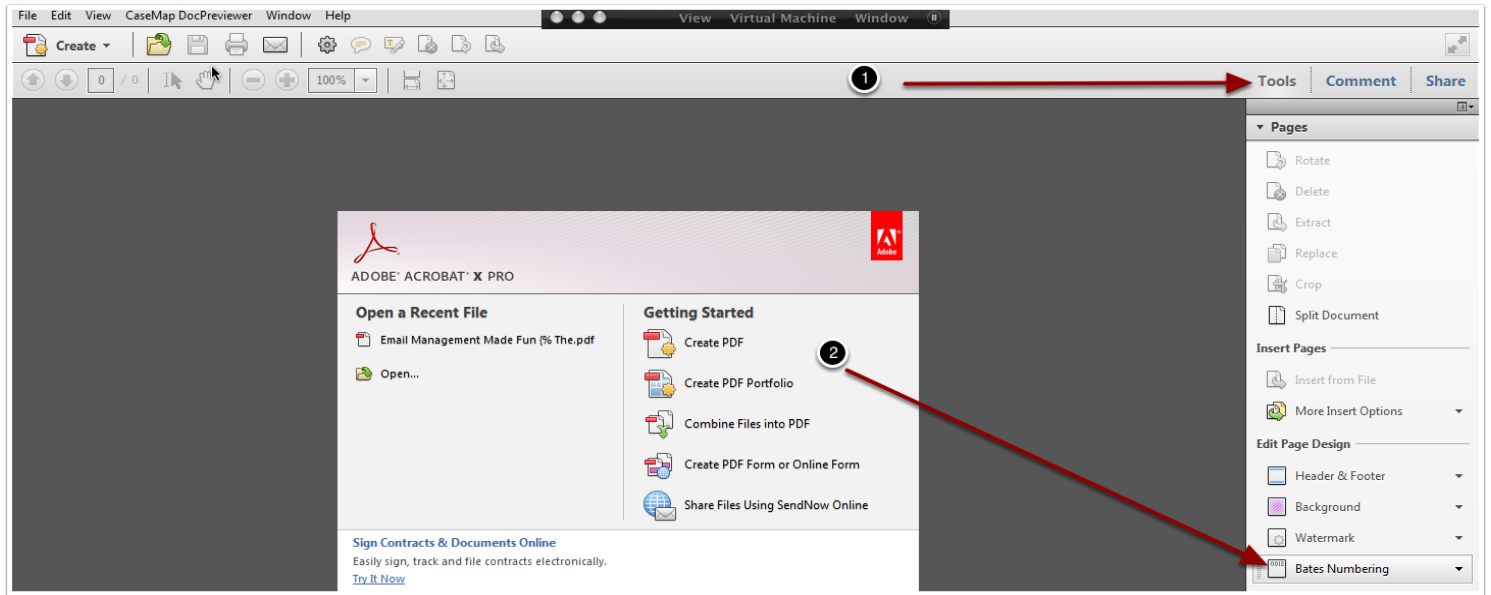 File Edit View CaseMap DocPreviewer Window Help
View Virtual Machine Window
Create
0 / 0 100%
1
Tools Comment Share
Pages
Rotate
Delete
Extract
Replace
Crop
Split Document
Insert Pages
Insert from File
More Insert Options
Edit Page Design
Header & Footer
Background
Watermark
Bates Numbering
Adobe
ADOBE® ACROBAT® X PRO
Open a Recent File
Email Management Made Fun (% The.pdf
Open...
Getting Started
Create PDF
2
Create PDF Portfolio
Combine Files into PDF
Create PDF Form or Online Form
Share Files Using SendNow Online
Sign Contracts & Documents Online
Easily sign, track and file contracts electronically.
Try It Now